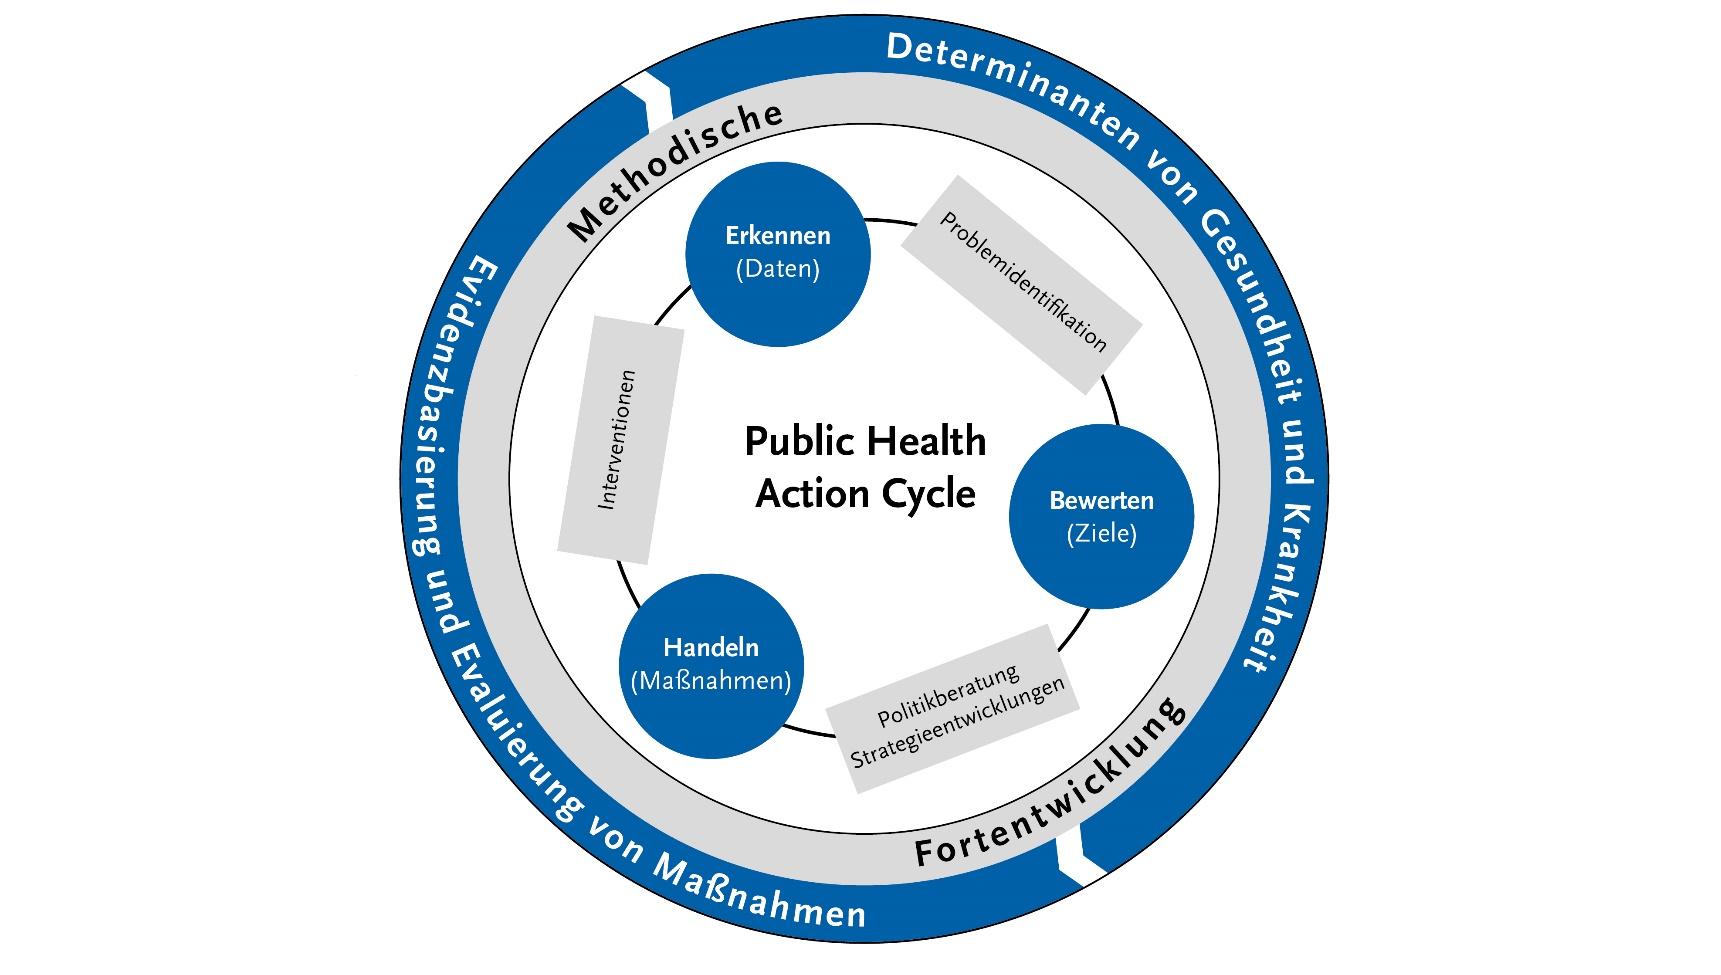 Determinanten von Gesundheit und Krankheit
Evidenzbasierung und Evaluierung von Maßnahmen
Methodische
Fortentwicklung
Erkennen
(Daten)
Problemidentifikation
Bewerten
(Ziele)
Politikberatung
Strategieentwicklungen
Handeln
(Maßnahmen)
Interventionen
Public Health
Action Cycle